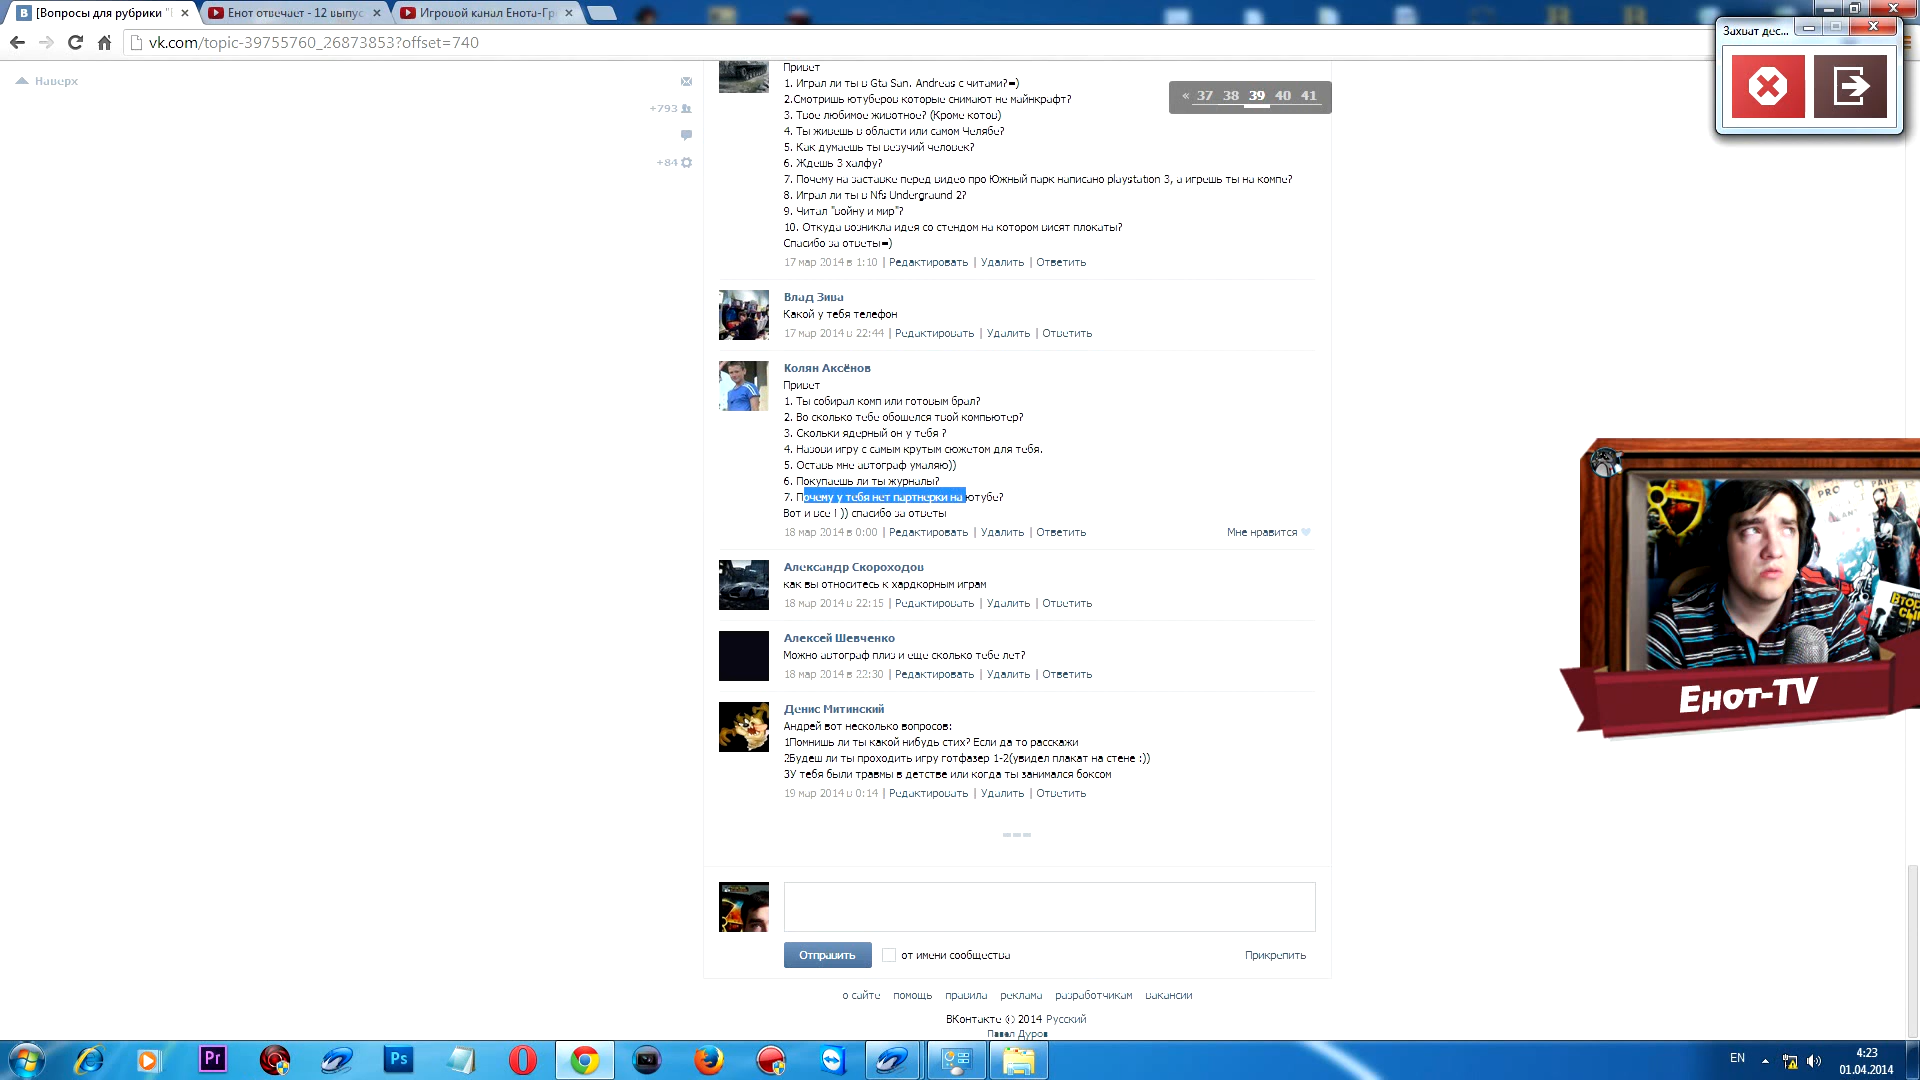 [Вопросы для рубрики "
Енот отвечает - 12 выпус
Игровой канал Енота-Гр
vk.com/topic-39755760_26873853?offset=740
Захват дес...
Наверх
+793
+84
« 37 38 39 40 41
Привет
1. Играл ли ты в Gta San. Andreas с читами?=)
2.Смотришь ютуберов которые снимают не майнкрафт?
3. Твое любимое животное? (Кроме котов)
4. Ты живешь в области или самом Челябе?
5. Как думаешь ты везучий человек?
6. Ждешь 3 халфу?
7. Почему на заставке перед видео про Южный парк написано playstation 3, а игрешь ты на компе?
8. Играл ли ты в Nfs Undergraund 2?
9. Читал "войну и мир"?
10. Откуда возникла идея со стендом на котором висят плокаты?
Спасибо за ответы=)
17 мар 2014 в 1:10 | Редактировать | Удалить | Ответить
Влад Зива
Какой у тебя телефон
17 мар 2014 в 22:44 | Редактировать | Удалить | Ответить
Колян Аксёнов
Привет
1. Ты собирал комп или готовым брал?
2. Во сколько тебе обошелся твой компьютер?
3. Скольки ядерный он у тебя ?
4. Назови игру с самым крутым сюжетом для тебя.
5. Оставь мне автограф умаляю))
6. Покупаешь ли ты журналы?
7. Почему у тебя нет партнерки на ютубе?
Вот и все ! )) спасибо за ответы
18 мар 2014 в 0:00 | Редактировать | Удалить | Ответить
Мне нравится
Александр Скороходов
как вы относитесь к хардкорным играм
18 мар 2014 в 22:15 | Редактировать | Удалить | Ответить
Алексей Шевченко
Можно автограф плиз и еще сколько тебе лет?
18 мар 2014 в 22:30 | Редактировать | Удалить | Ответить
Денис Митинский
Андрей вот несколько вопросов:
1Помнишь ли ты какой нибудь стих? Если да то расскажи
2Будеш ли ты проходить игру готфазер 1-2(увидел плакат на стене :))
3У тебя были травмы в детстве или когда ты занимался боксом
19 мар 2014 в 0:14 | Редактировать | Удалить | Ответить
Енот-TV
Отправить
от имени сообщества
Прикрепить
о сайте помощь правила реклама разработчикам вакансии
ВКонтакте © 2014 Русский
Павел Дуров
Pr
Ps
EN
4:23
01.04.2014